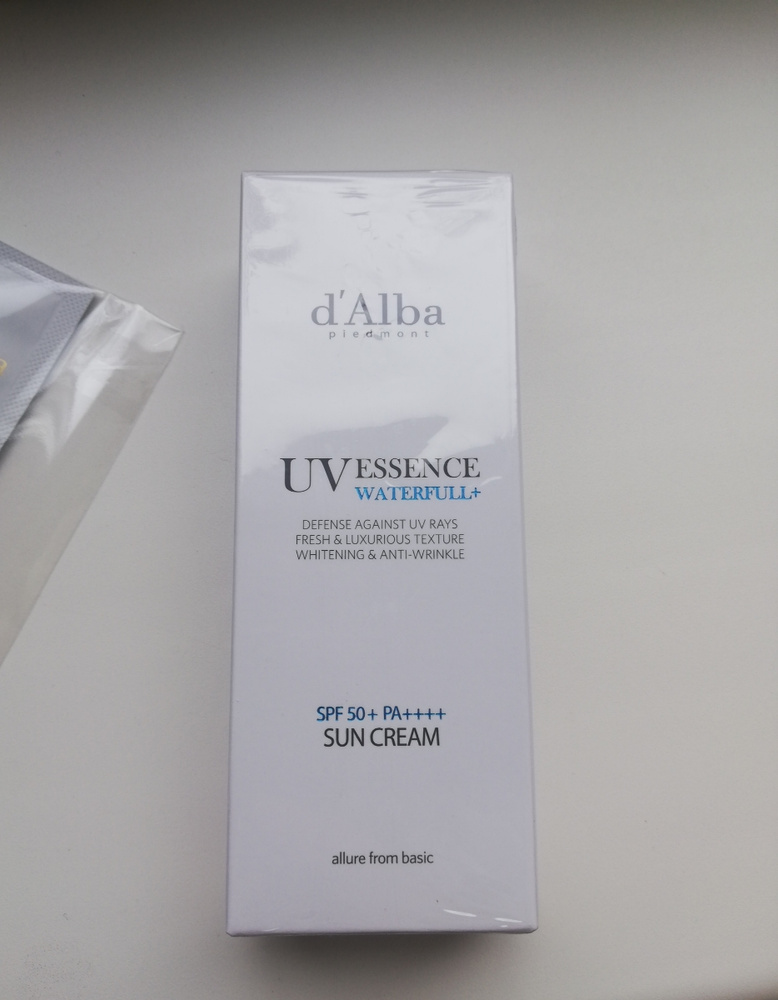 d'Alba
piedmont
UV ESSENCE
WATERFULL+
DEFENSE AGAINST UV RAYS
FRESH & LUXURIOUS TEXTURE
WHITENING & ANTI-WRINKLE
SPF 50+ PA++++
SUN CREAM
allure from basic